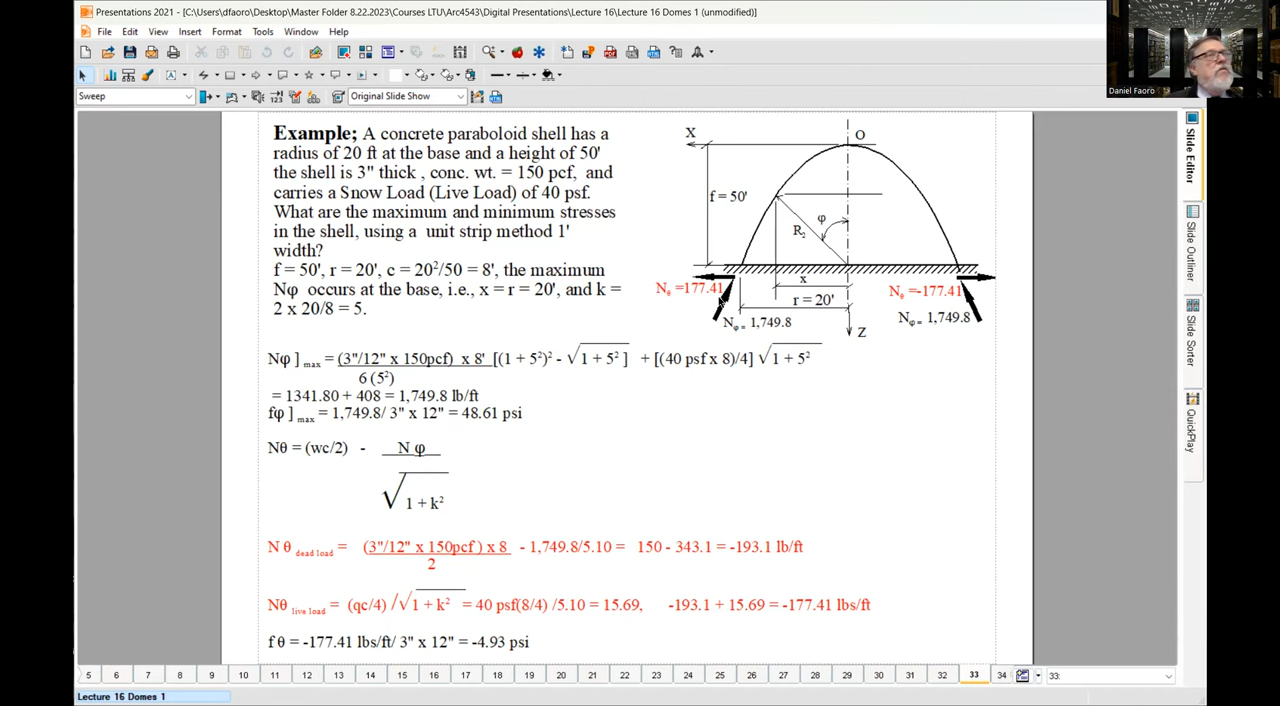 Presentations 2021 - [C:\Users\dfaoro\Desktop\Master Folder 8.22.2023\Courses LTU\Arc4543\Digital Presentations\Lecture 16\Lecture 16 Domes 1 (unmodified)]
File Edit View Insert Format Tools Window Help
Sweep
Original Slide Show
Daniel Faoro
Example; A concrete paraboloid shell has a
radius of 20 ft at the base and a height of 50'
the shell is 3" thick , conc. wt. = 150 pcf, and
carries a Snow Load (Live Load) of 40 psf.
What are the maximum and minimum stresses
in the shell, using a unit strip method 1'
width?
f = 50', r = 20', c = 20²/50 = 8', the maximum
Nφ occurs at the base, i.e., x = r = 20', and k =
2 x 20/8 = 5.
X
O
f = 50'
φ
R₂
x
r = 20'
Z
Nθ =177.41
Nφ = 1,749.8
Nθ =-177.41
Nφ = 1,749.8
Nφ ] max = (3"/12" x 150pcf) x 8' [(1 + 5²)² - √1 + 5² ] + [(40 psf x 8)/4] √1 + 5²
6 (5²)
= 1341.80 + 408 = 1,749.8 lb/ft
fφ ] max = 1,749.8/ 3" x 12" = 48.61 psi
Nθ = (wc/2) - N φ
√1 + k²
N θ dead load = (3"/12" x 150pcf ) x 8 - 1,749.8/5.10 = 150 - 343.1 = -193.1 lb/ft
2
Nθ live load = (qc/4) /√1 + k² = 40 psf(8/4) /5.10 = 15.69, -193.1 + 15.69 = -177.41 lbs/ft
f θ = -177.41 lbs/ft/ 3" x 12" = -4.93 psi
Slide Editor
Slide Outliner
Slide Sorter
QuickPlay
5 6 7 8 9 10 11 12 13 14 15 16 17 18 19 20 21 22 23 24 25 26 27 28 29 30 31 32 33 34 33:
Lecture 16 Domes 1